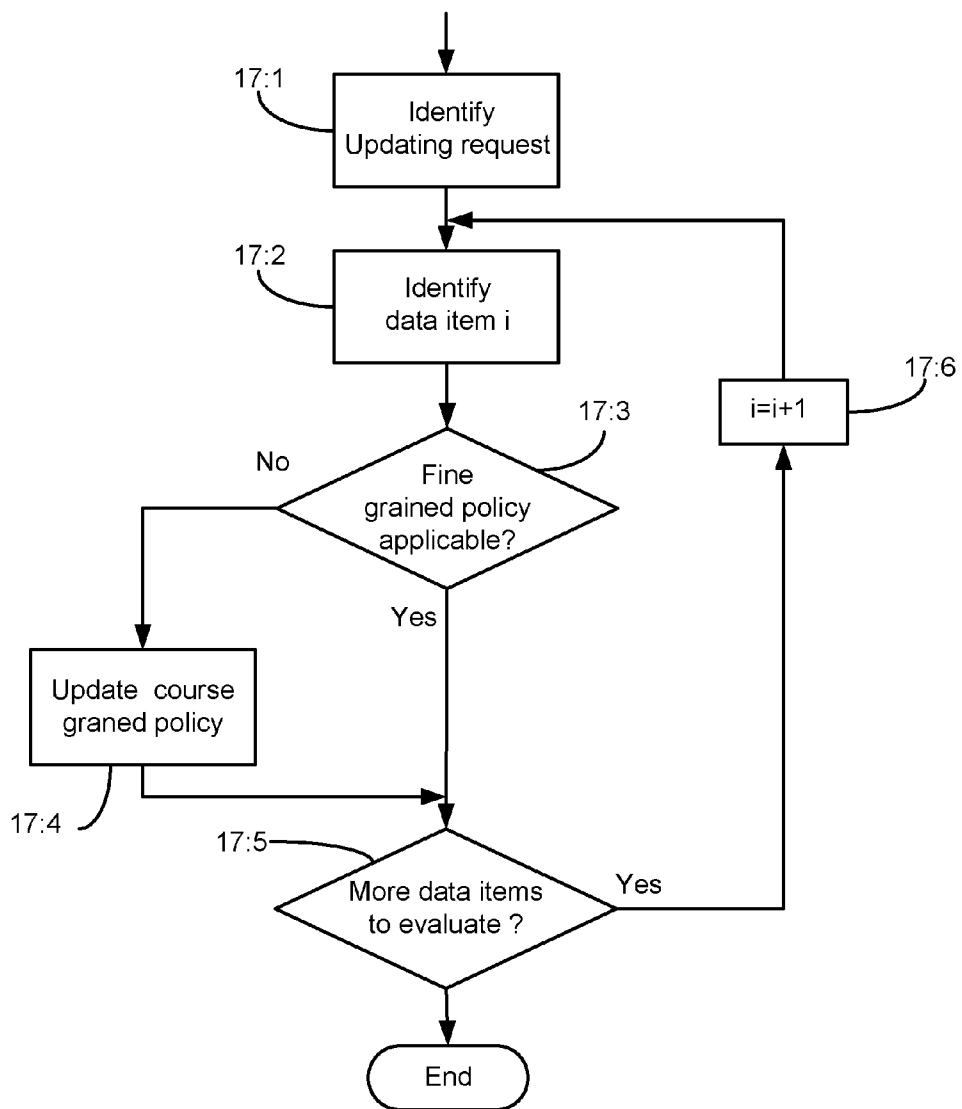 17:1
Identify
Updating request
17:2
Identify
data item i
17:6
i=i+1
17:3
No
Fine
grained policy
applicable?
Yes
Update course
graned policy
17:4
17:5
More data items
to evaluate ?
Yes
End